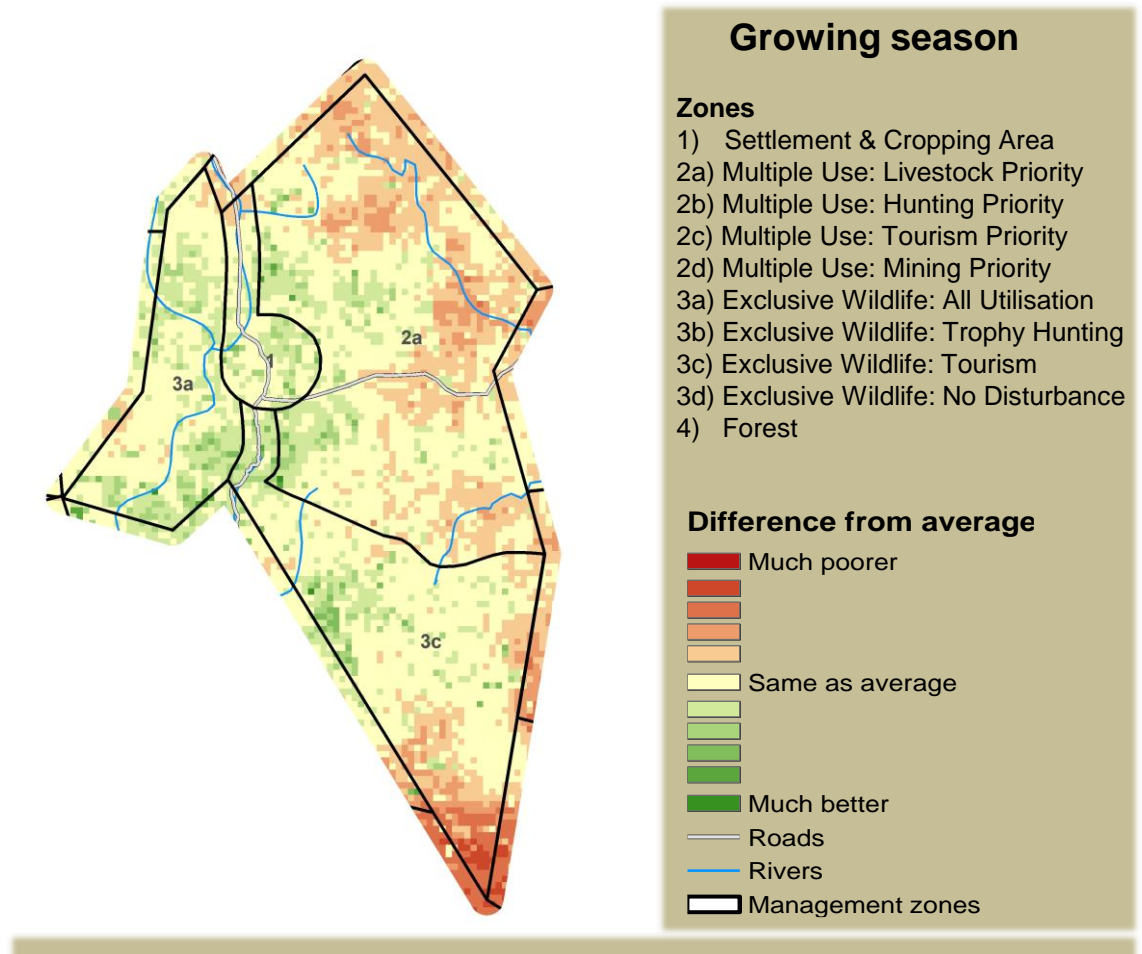 Growing season
Zones
1) Settlement & Cropping Area
2a) Multiple Use: Livestock Priority
2b) Multiple Use: Hunting Priority
2c) Multiple Use: Tourism Priority
2d) Multiple Use: Mining Priority
3a) Exclusive Wildlife: All Utilisation
3b) Exclusive Wildlife: Trophy Hunting
3c) Exclusive Wildlife: Tourism
3d) Exclusive Wildlife: No Disturbance
4) Forest
Difference from average
Much poorer
Same as average
Much better
Roads
Rivers
Management zones
2a
1
3a
3c